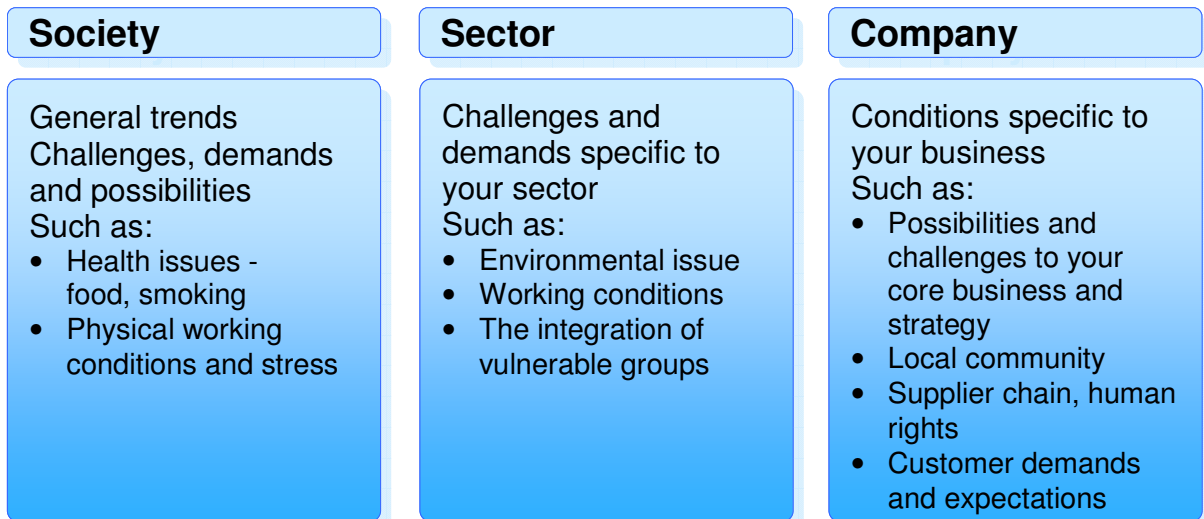 Society
General trends
Challenges, demands
and possibilities
Such as:
• Health issues -
food, smoking
• Physical working
conditions and stress
Sector
Challenges and
demands specific to
your sector
Such as:
• Environmental issue
• Working conditions
• The integration of
vulnerable groups
Company
Conditions specific to
your business
Such as:
• Possibilities and
challenges to your
core business and
strategy
• Local community
• Supplier chain, human
rights
• Customer demands
and expectations